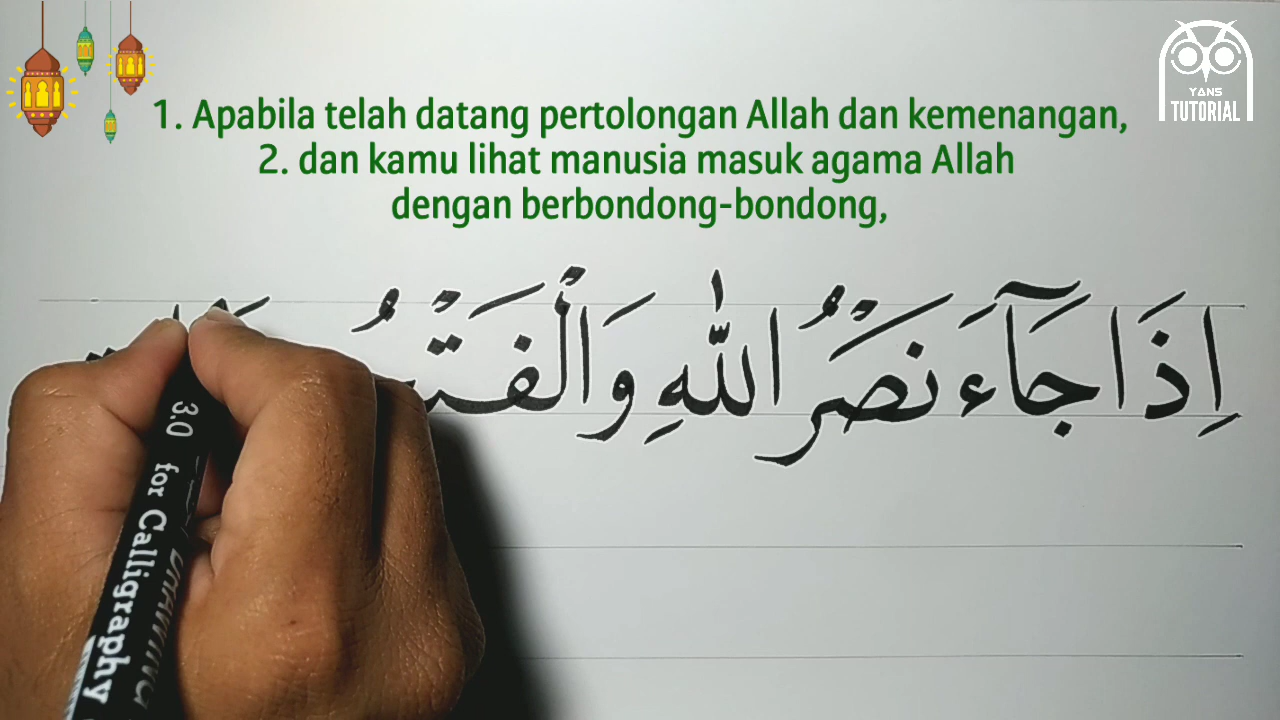 1. Apabila telah datang pertolongan Allah dan kemenangan,
2. dan kamu lihat manusia masuk agama Allah
dengan berbondong-bondong,
YANS
TUTORIAL
اِذَا جَآءَ نَصْرُ اللّٰهِ وَالْفَتْحُ
3.0 for Calligraphy
DRAWING